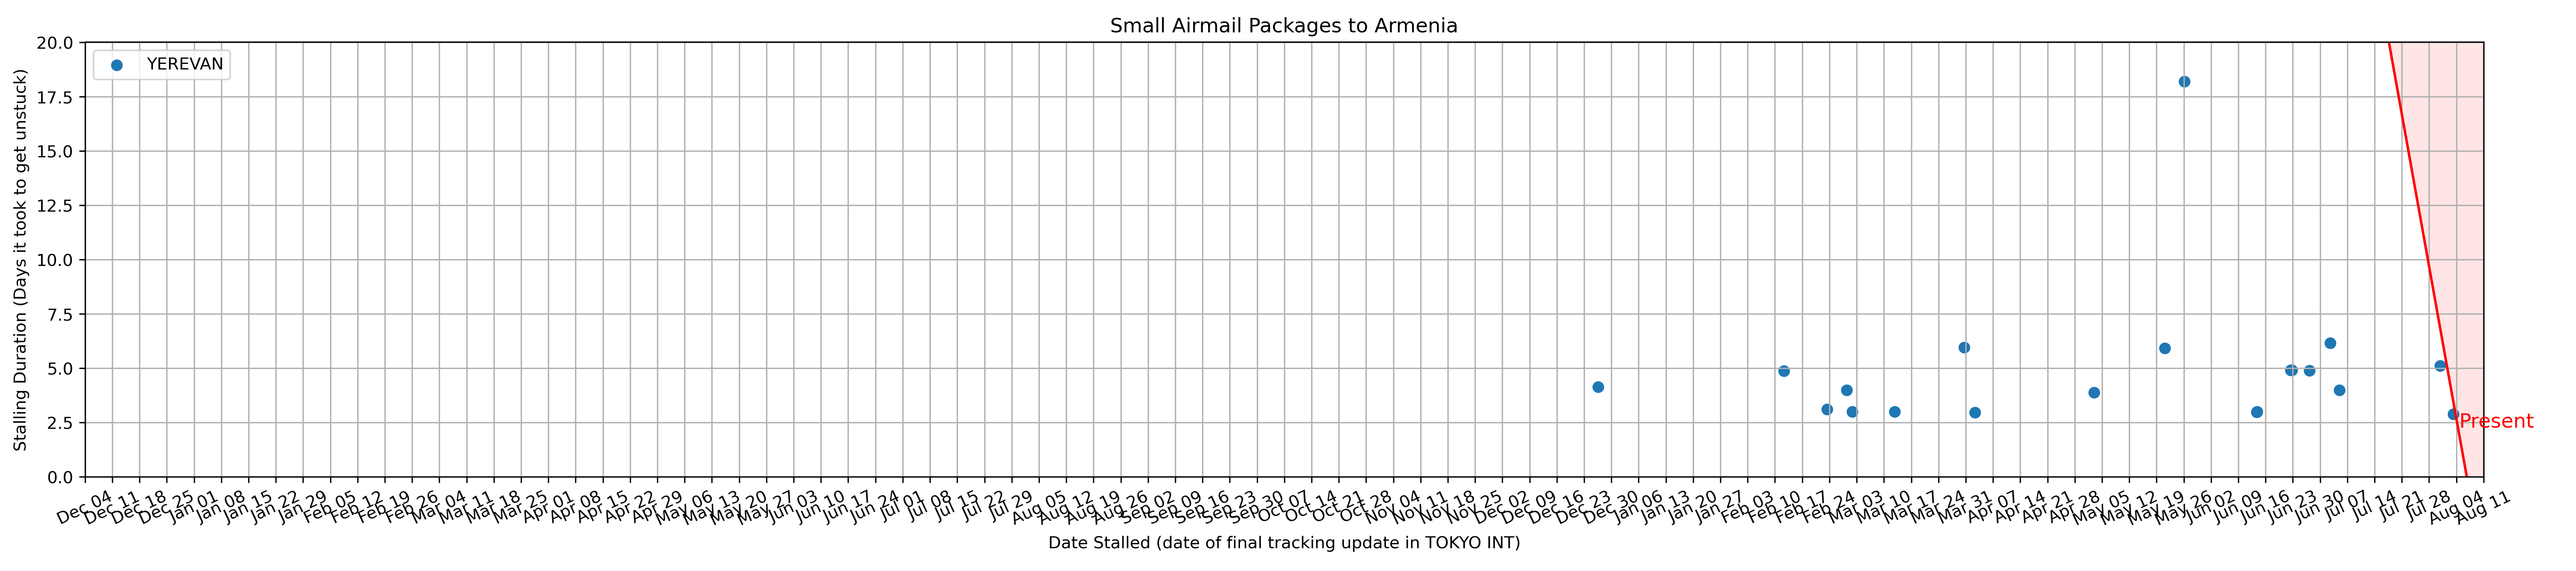 Small Airmail Packages to Armenia
YEREVAN
Stalling Duration (Days it took to get unstuck)
20.0
17.5
15.0
12.5
10.0
7.5
5.0
2.5
0.0
Present
Dec 04
Dec 11
Dec 18
Dec 25
Jan 01
Jan 08
Jan 15
Jan 22
Jan 29
Feb 05
Feb 12
Feb 19
Feb 26
Mar 04
Mar 11
Mar 18
Mar 25
Apr 01
Apr 08
Apr 15
Apr 22
Apr 29
May 06
May 13
May 20
May 27
Jun 03
Jun 10
Jun 17
Jun 24
Jul 01
Jul 08
Jul 15
Jul 22
Jul 29
Aug 05
Aug 12
Aug 19
Aug 26
Sep 02
Sep 09
Sep 16
Sep 23
Sep 30
Oct 07
Oct 14
Oct 21
Oct 28
Nov 04
Nov 11
Nov 18
Nov 25
Dec 02
Dec 09
Dec 16
Dec 23
Dec 30
Jan 06
Jan 13
Jan 20
Jan 27
Feb 03
Feb 10
Feb 17
Feb 24
Mar 03
Mar 10
Mar 17
Mar 24
Mar 31
Apr 07
Apr 14
Apr 21
Apr 28
May 05
May 12
May 19
May 26
Jun 02
Jun 09
Jun 16
Jun 23
Jun 30
Jul 07
Jul 14
Jul 21
Jul 28
Aug 04
Aug 11
Date Stalled (date of final tracking update in TOKYO INT)